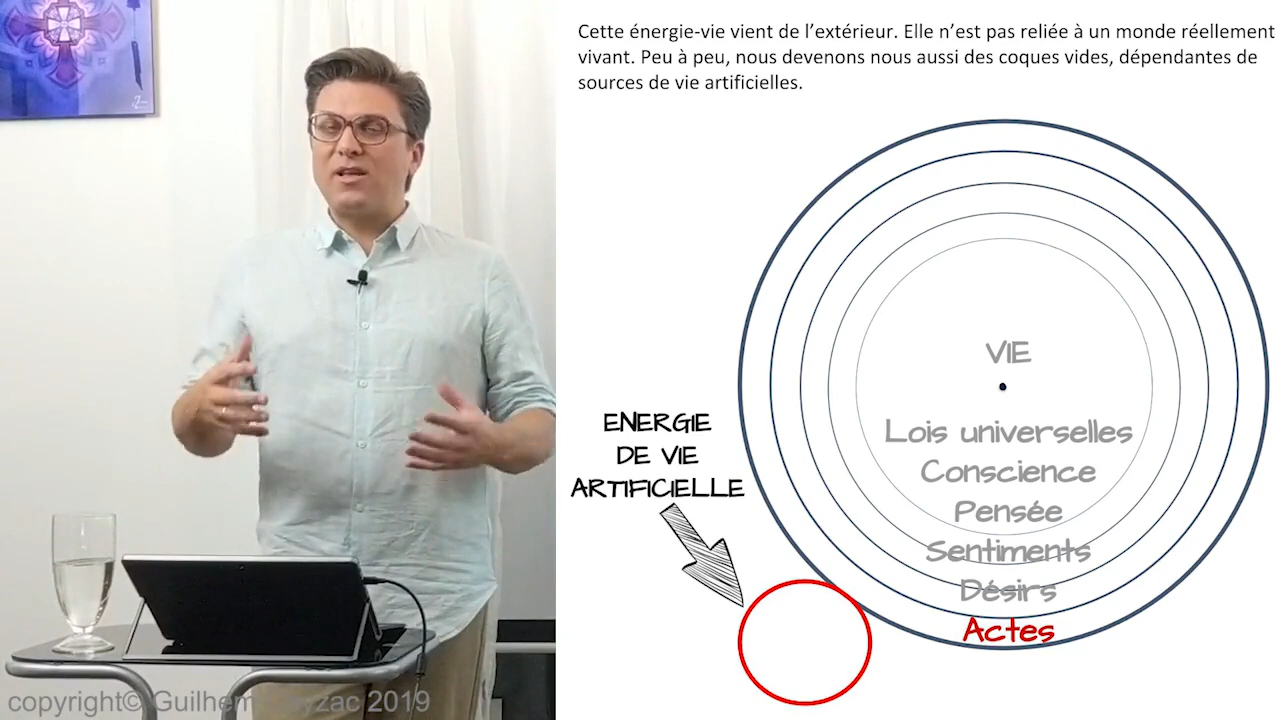 Cette énergie-vie vient de l’extérieur. Elle n’est pas reliée à un monde réellement
vivant. Peu à peu, nous devenons nous aussi des coques vides, dépendantes de
sources de vie artificielles.
VIE
ENERGIE
DE VIE
ARTIFICIELLE
Lois universelles
Conscience
Pensée
Sentiments
Désirs
Actes
copyright© Guilhem 2019